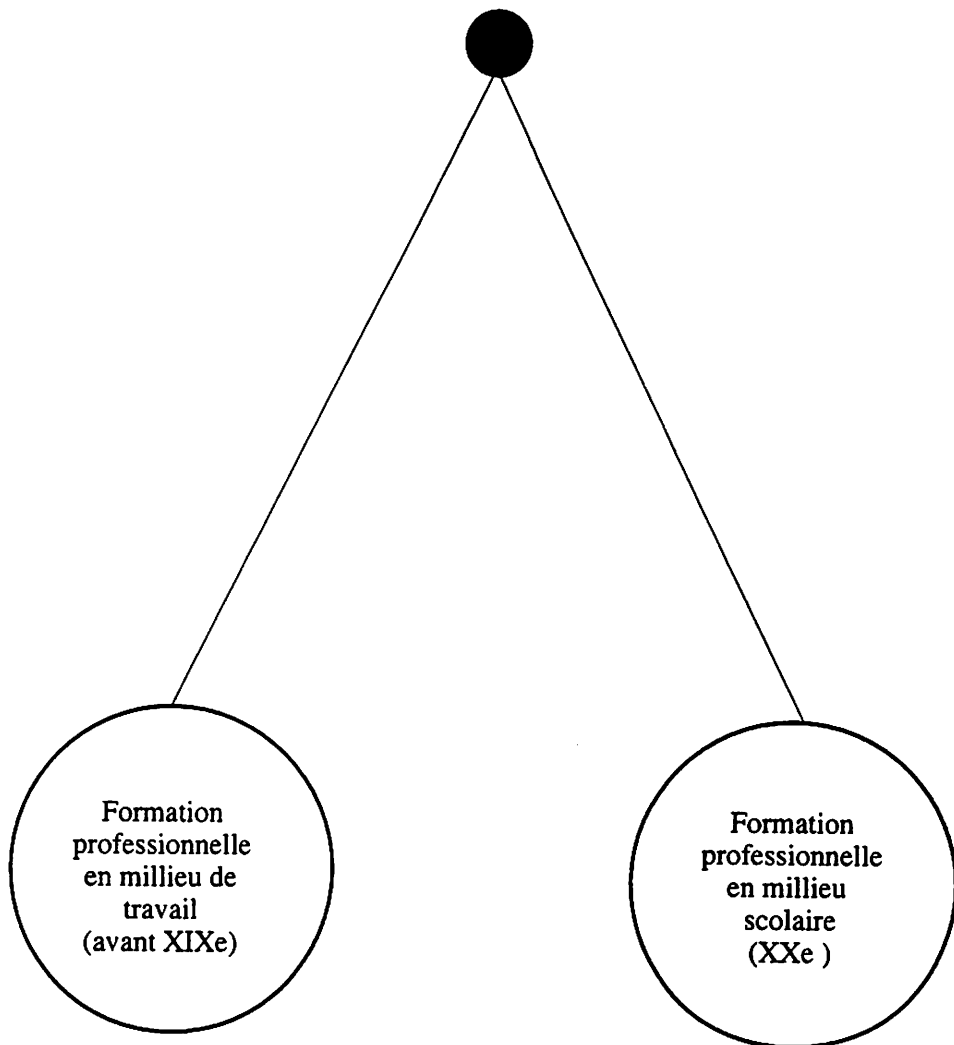 Formation
professionnelle
en millieu de
travail
(avant XIXe)
Formation
professionnelle
en millieu
scolaire
(XXe )